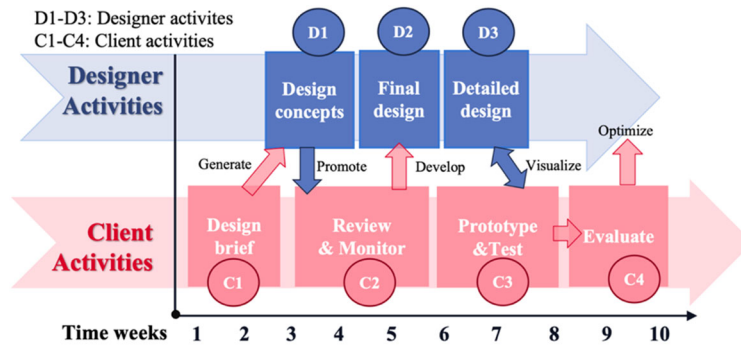 D1-D3: Designer activites
C1-C4: Client activities
D1
D2
D3
Designer
Activities
Design
concepts
Final
design
Detailed
design
Optimize
Generate
Promote
Develop
Visualize
Client
Activities
Design
brief
Review
& Monitor
Prototype
&Test
Evaluate
C1
C2
C3
C4
Time weeks 1 2 3 4 5 6 7 8 9 10